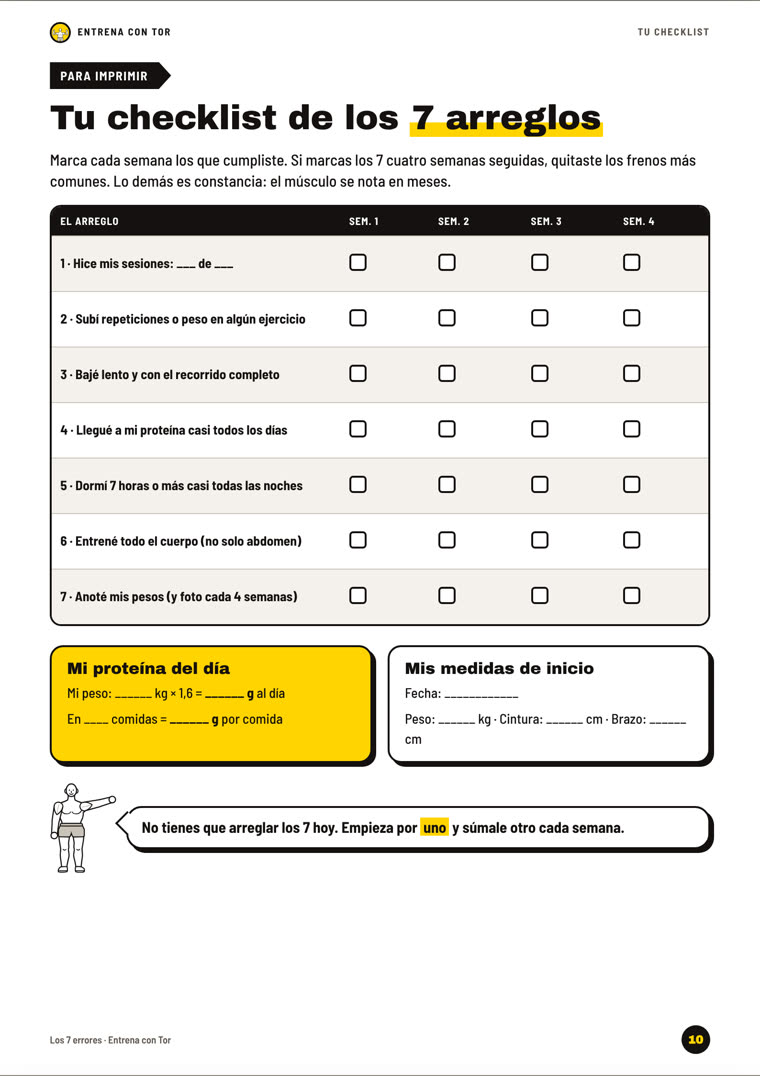 ENTRENA CON TOR
TU CHECKLIST
PARA IMPRIMIR
Tu checklist de los 7 arreglos
Marca cada semana los que cumpliste. Si marcas los 7 cuatro semanas seguidas, quitaste los frenos más
comunes. Lo demás es constancia: el músculo se nota en meses.
EL ARREGLO SEM. 1 SEM. 2 SEM. 3 SEM. 4
1 · Hice mis sesiones: ___ de ___
2 · Subí repeticiones o peso en algún ejercicio
3 · Bajé lento y con el recorrido completo
4 · Llegué a mi proteína casi todos los días
5 · Dormí 7 horas o más casi todas las noches
6 · Entrené todo el cuerpo (no solo abdomen)
7 · Anoté mis pesos (y foto cada 4 semanas)
Mi proteína del día
Mi peso: ______ kg × 1,6 = ______ g al día
En ____ comidas = ______ g por comida
Mis medidas de inicio
Fecha: ____________
Peso: ______ kg · Cintura: ______ cm · Brazo: ______
cm
No tienes que arreglar los 7 hoy. Empieza por uno y súmale otro cada semana.
Los 7 errores · Entrena con Tor
10